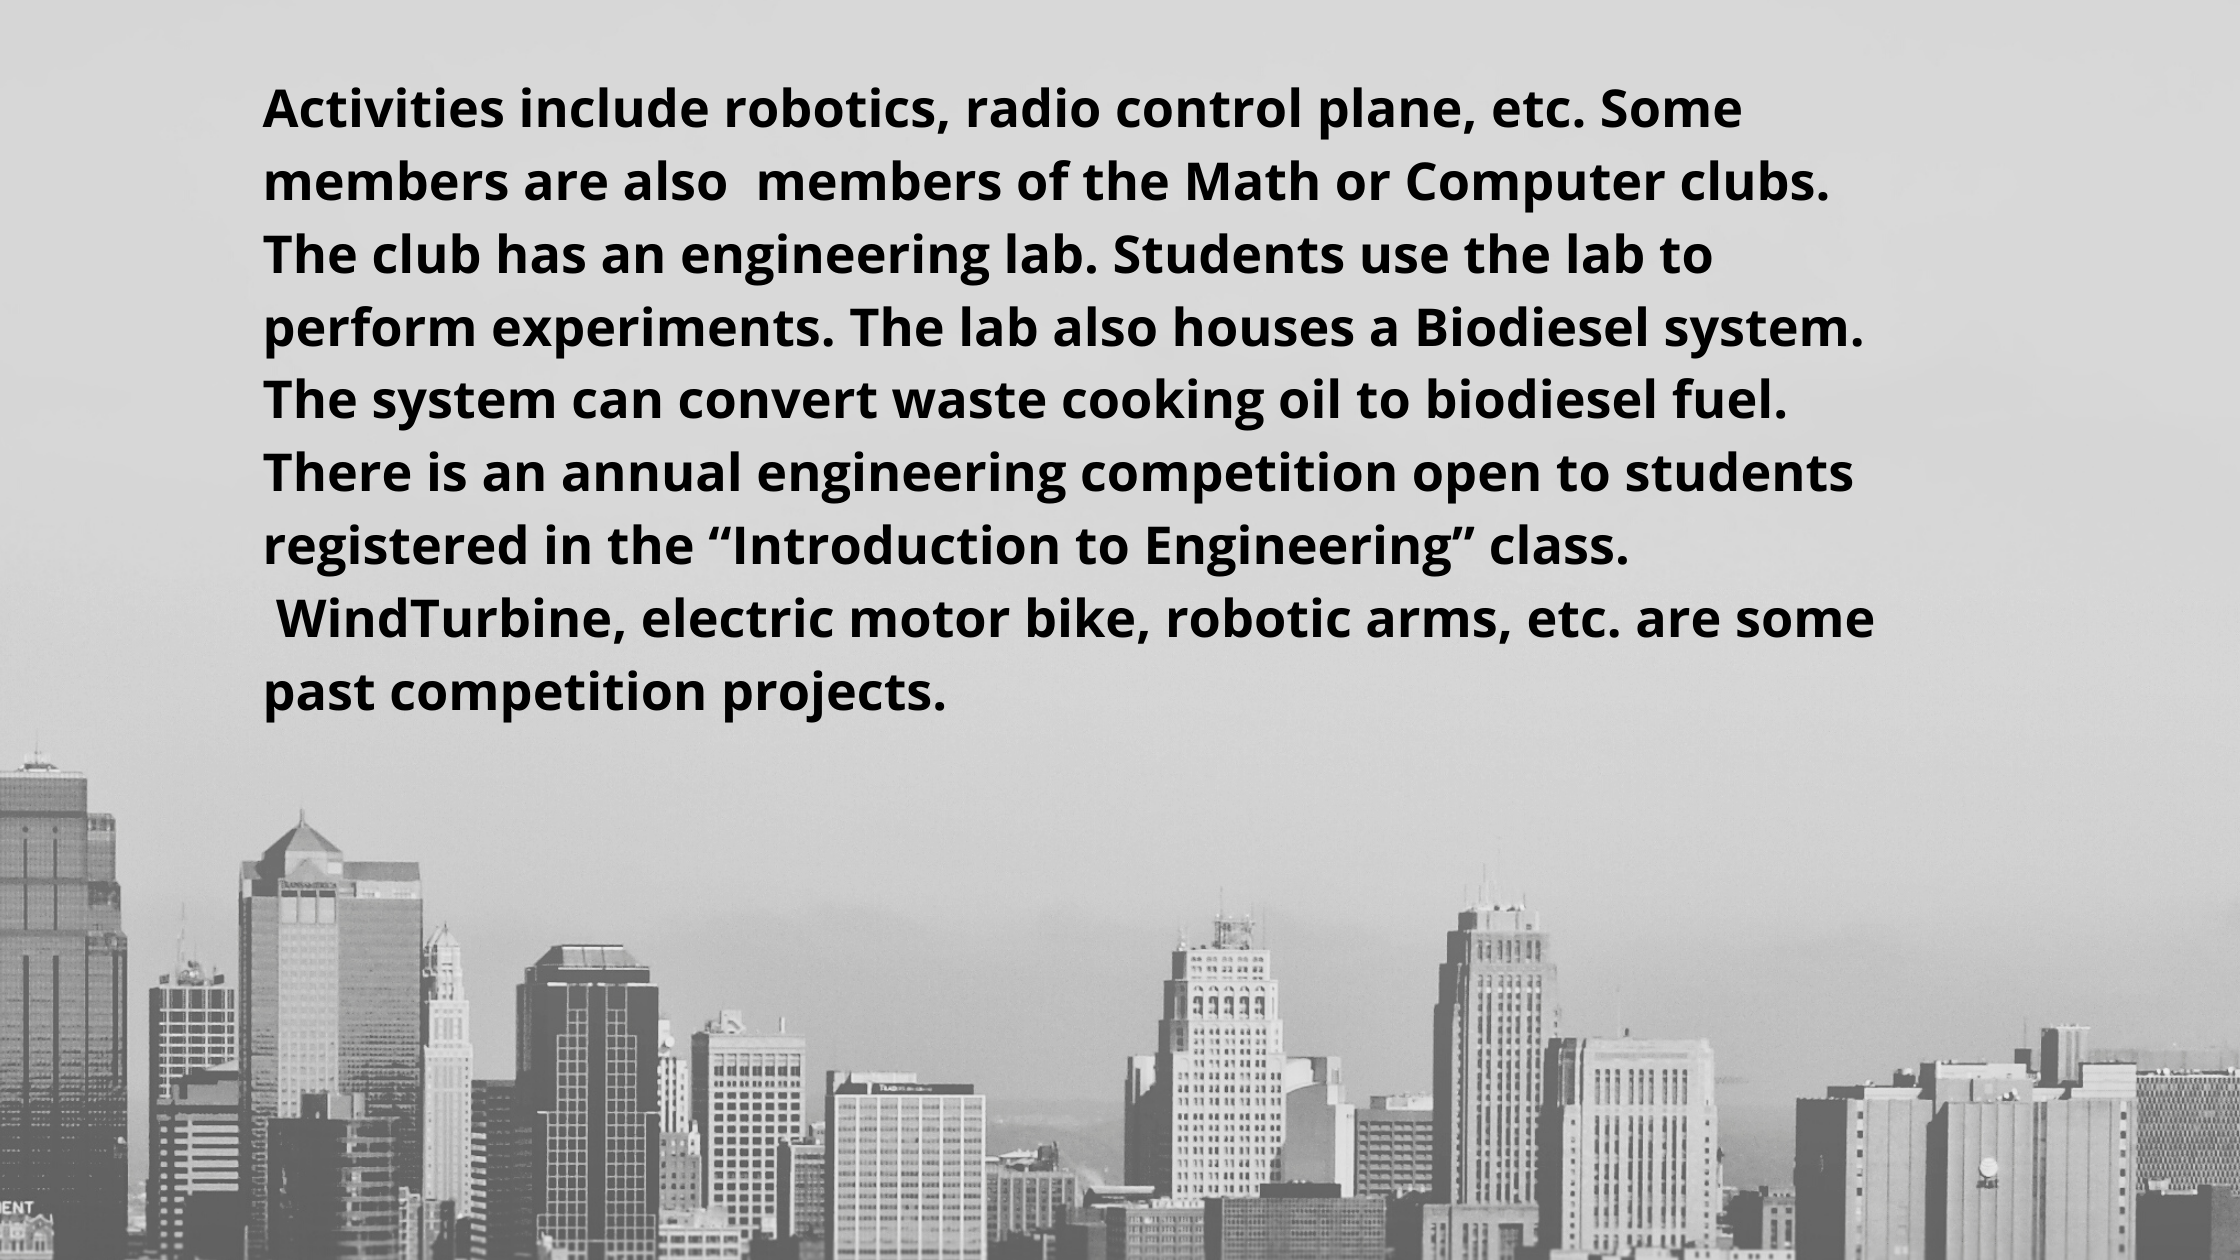 Activities include robotics, radio control plane, etc. Some
members are also  members of the Math or Computer clubs.
The club has an engineering lab. Students use the lab to
perform experiments. The lab also houses a Biodiesel system.
The system can convert waste cooking oil to biodiesel fuel.
There is an annual engineering competition open to students
registered in the “Introduction to Engineering” class.
WindTurbine, electric motor bike, robotic arms, etc. are some
past competition projects.
TRANSAMERICA
ENT